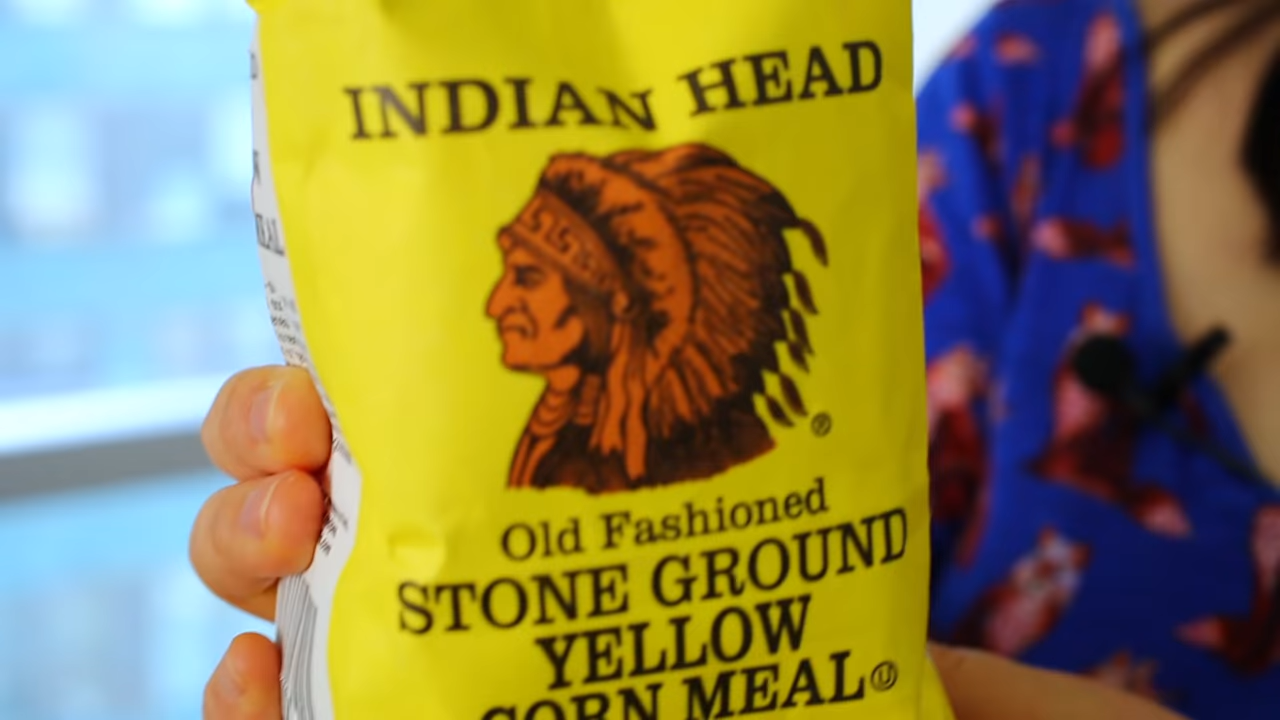 INDIAN HEAD
®
Old Fashioned
STONE GROUND
YELLOW
CORN MEAL Ⓤ